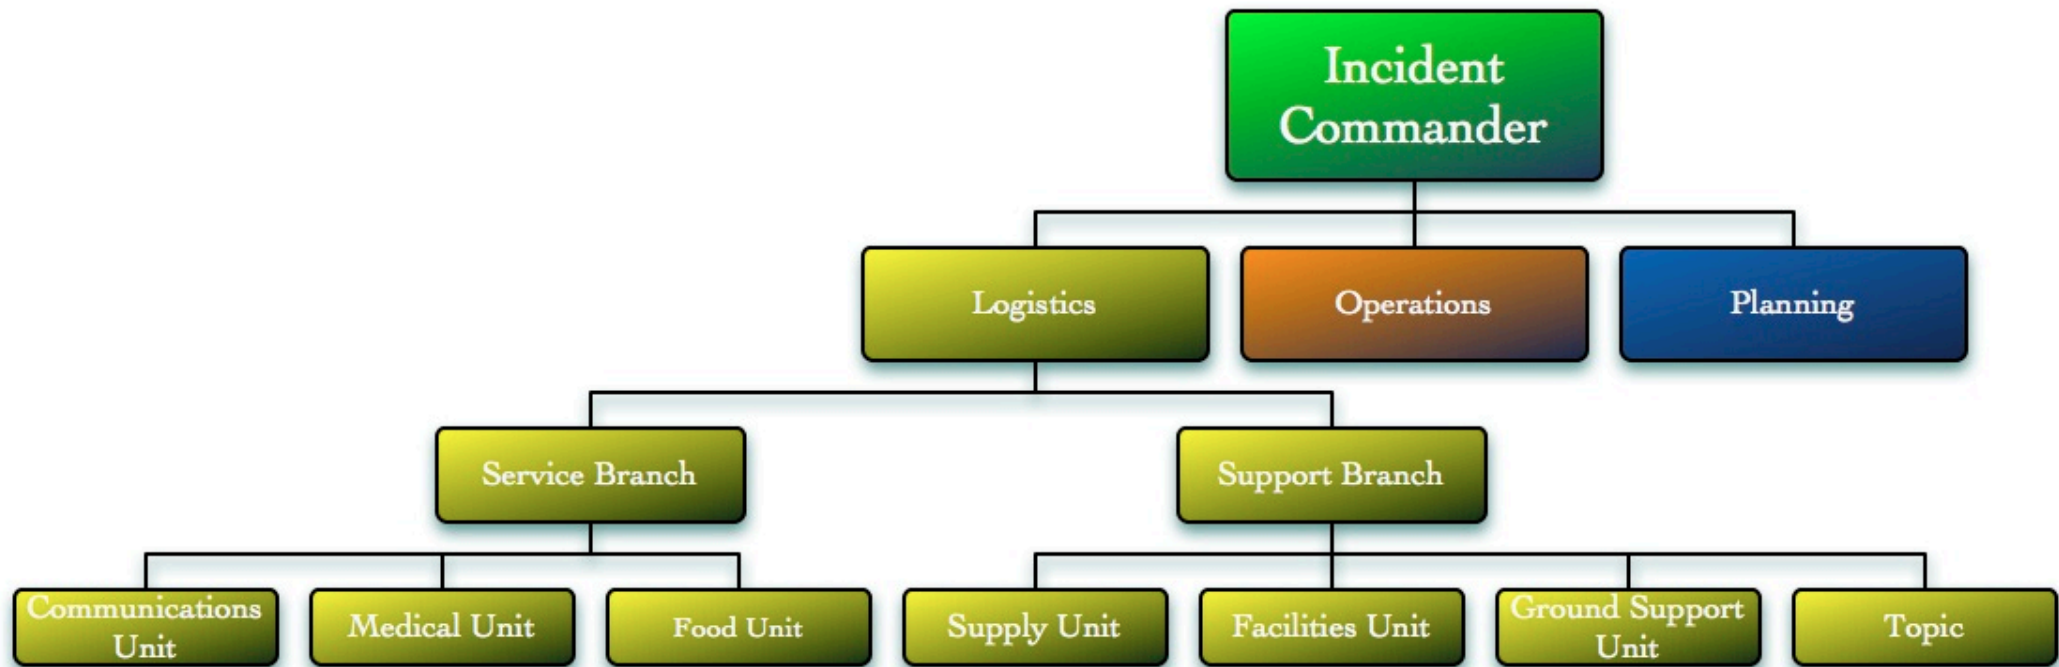 Incident
Commander
Logistics
Operations
Planning
Service Branch
Support Branch
Communications
Unit
Medical Unit
Food Unit
Supply Unit
Facilities Unit
Ground Support
Unit
Topic